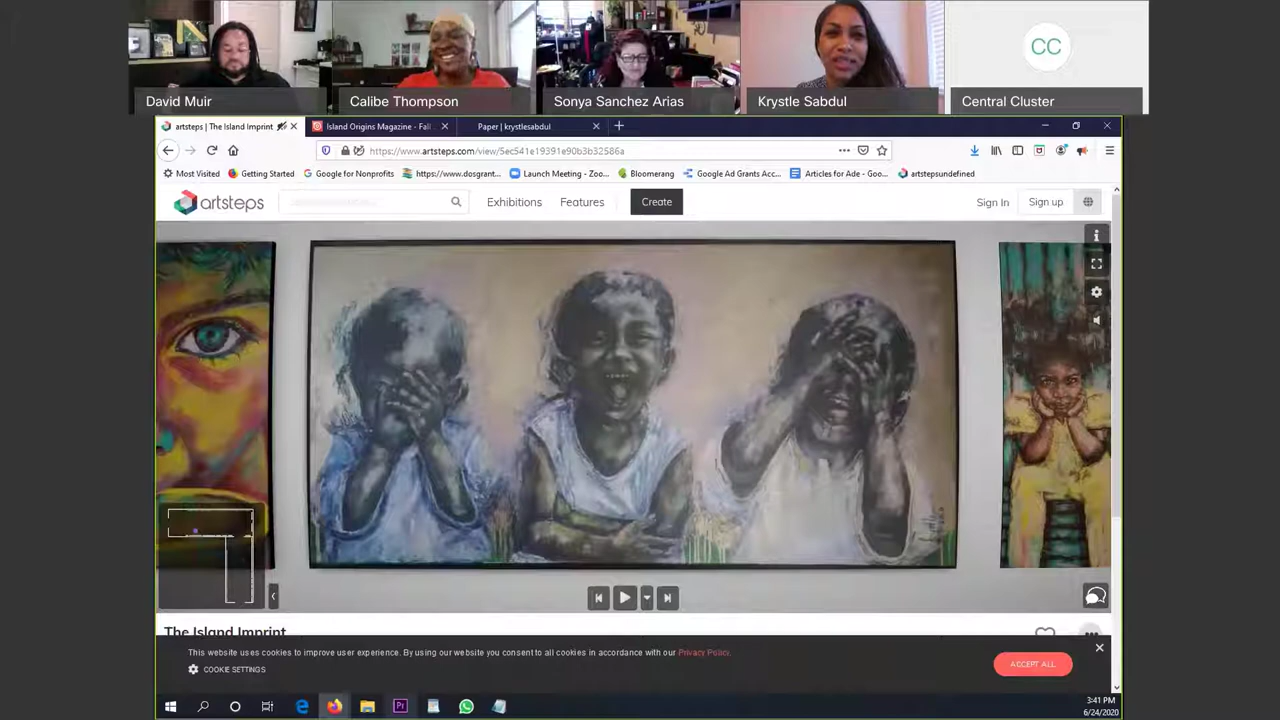 David Muir
Calibe Thompson
Sonya Sanchez Arias
Krystle Sabdul
CC
Central Cluster
artsteps | The Island Imprint
Island Origins Magazine - Fall
Paper | krystlesabdul
https://www.artsteps.com/view/5ec541e19391e90b3b32586a
Most Visited
Getting Started
Google for Nonprofits
https://www.dosgrant...
Launch Meeting - Zoo...
Bloomerang
Google Ad Grants Acc...
Articles for Ade - Goo...
artstepsundefined
artsteps
Exhibitions
Features
Create
Sign In
Sign up
The Island Imprint
This website uses cookies to improve user experience. By using our website you consent to all cookies in accordance with our Privacy Policy.
COOKIE SETTINGS
ACCEPT ALL
Pr
3:41 PM
6/24/2020